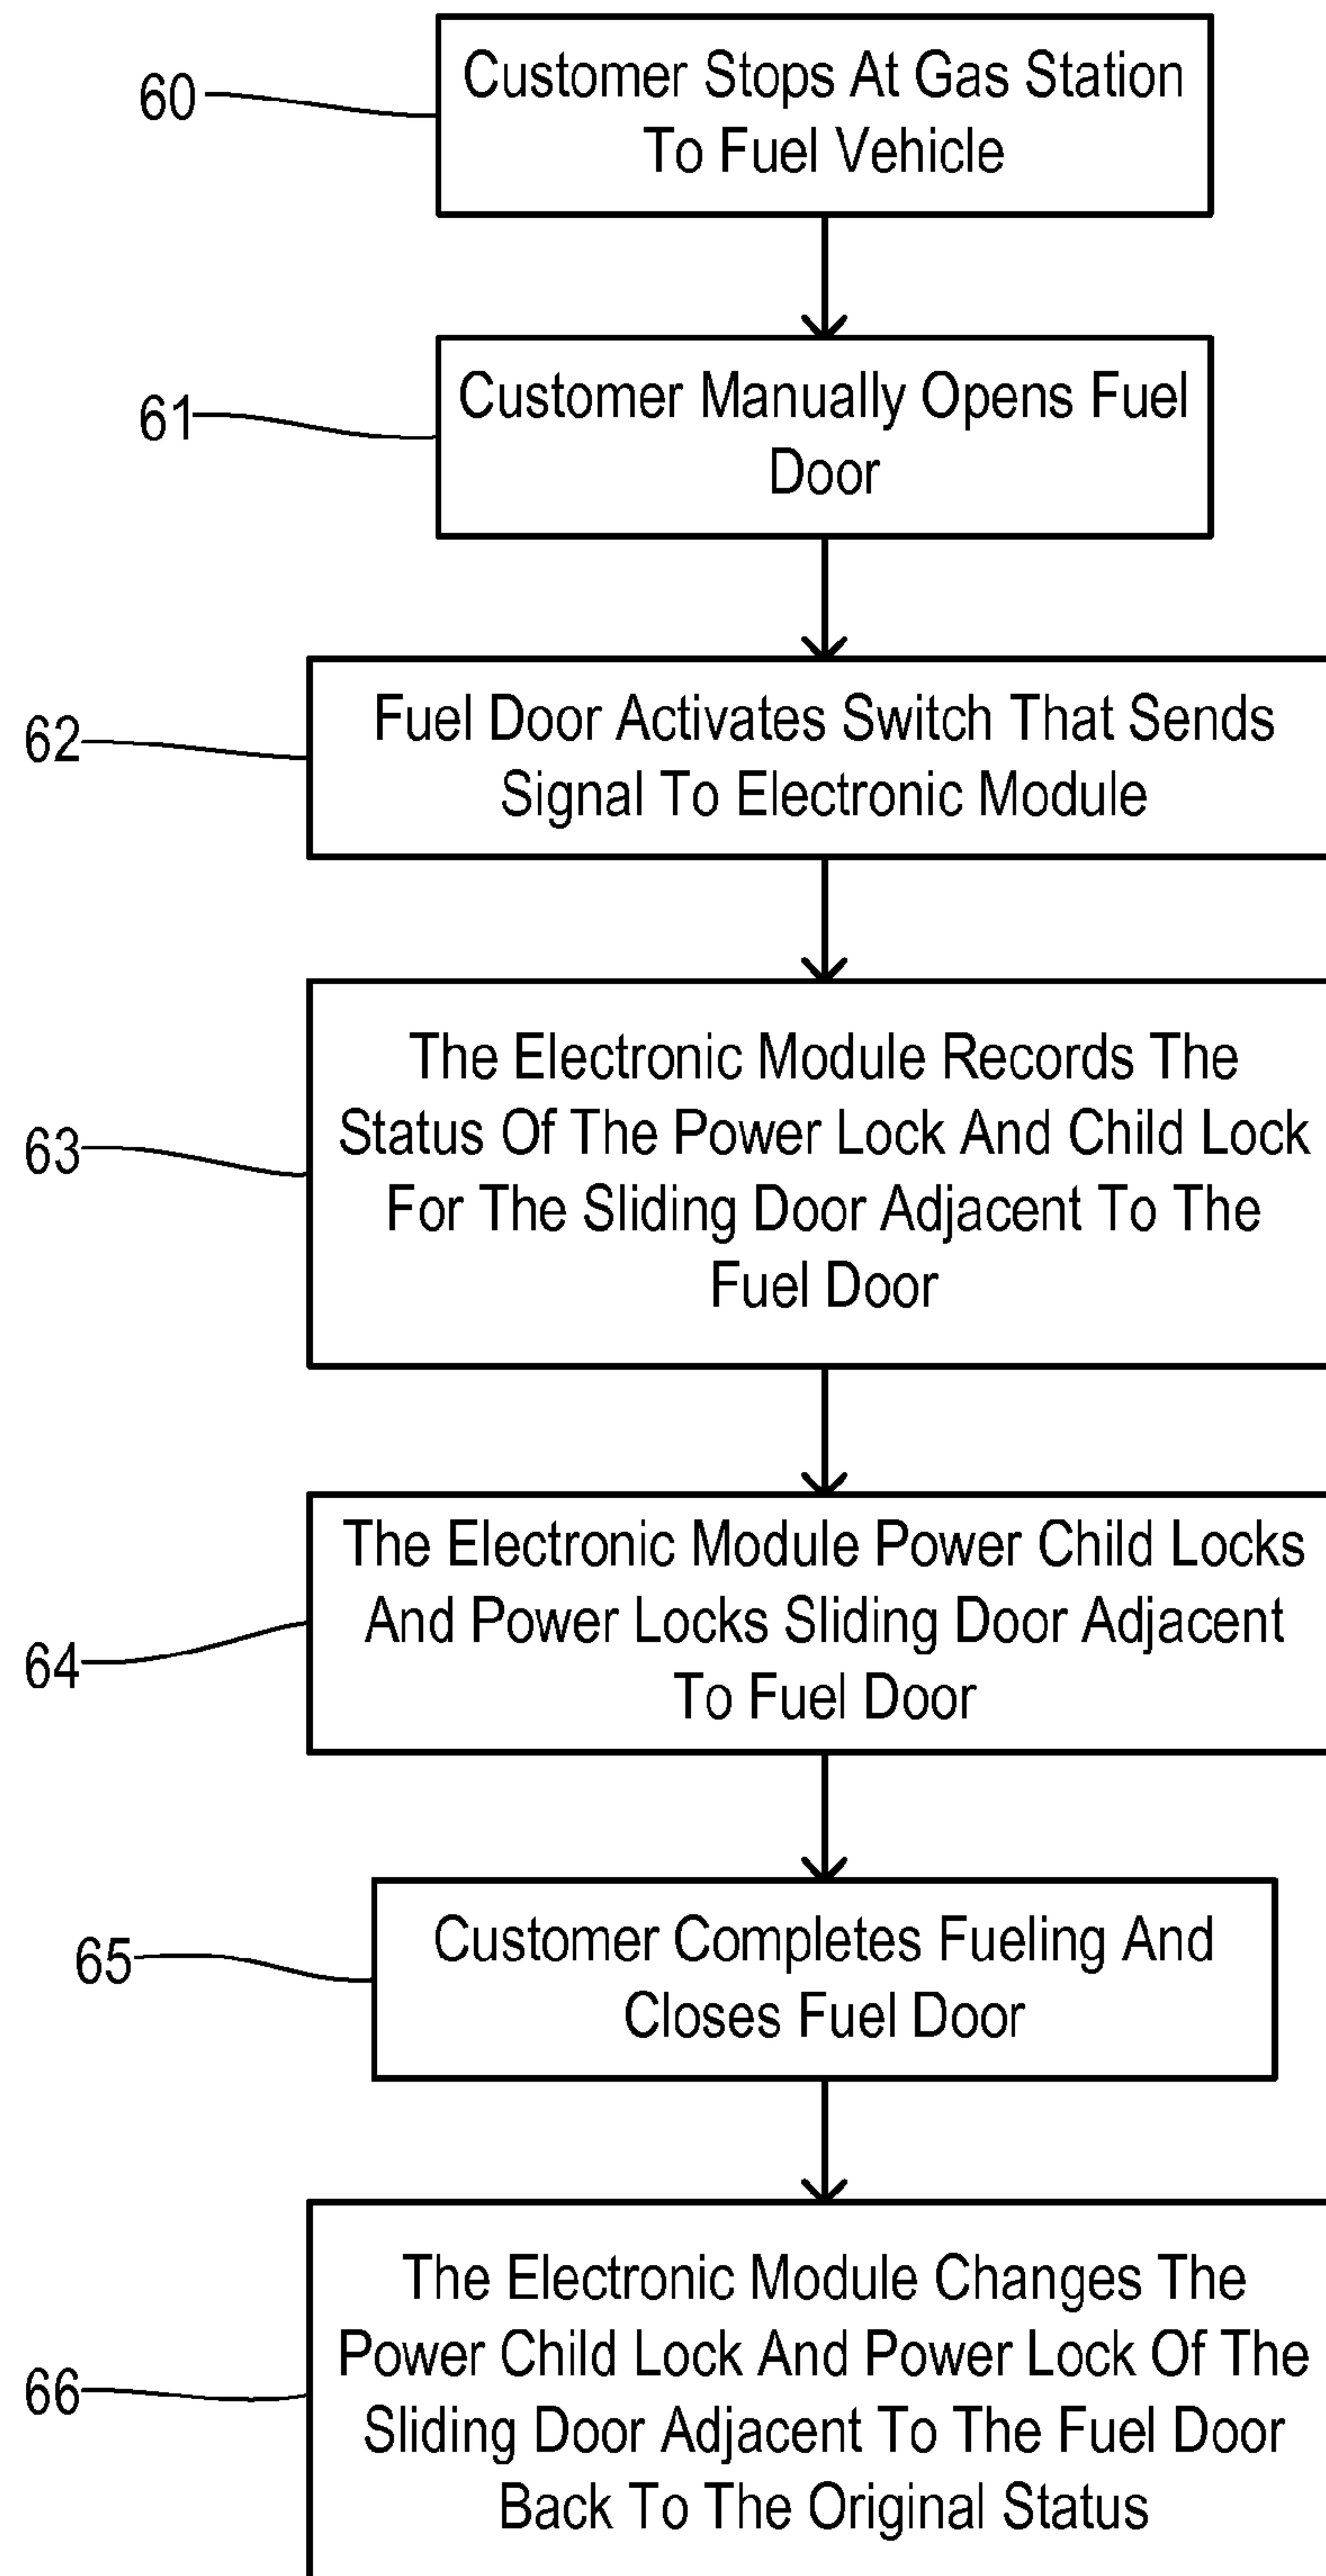 60
Customer Stops At Gas Station
To Fuel Vehicle
61
Customer Manually Opens Fuel
Door
62
Fuel Door Activates Switch That Sends
Signal To Electronic Module
63
The Electronic Module Records The
Status Of The Power Lock And Child Lock
For The Sliding Door Adjacent To The
Fuel Door
64
The Electronic Module Power Child Locks
And Power Locks Sliding Door Adjacent
To Fuel Door
65
Customer Completes Fueling And
Closes Fuel Door
66
The Electronic Module Changes The
Power Child Lock And Power Lock Of The
Sliding Door Adjacent To The Fuel Door
Back To The Original Status